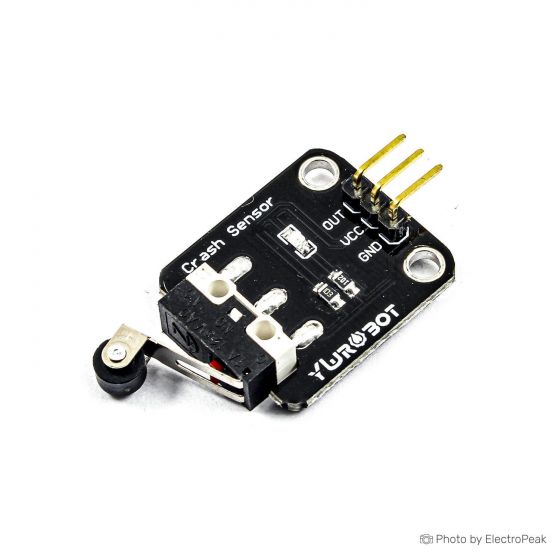 Crash Sensor
OUT
VCC
GND
YUROBOT
Photo by ElectroPeak